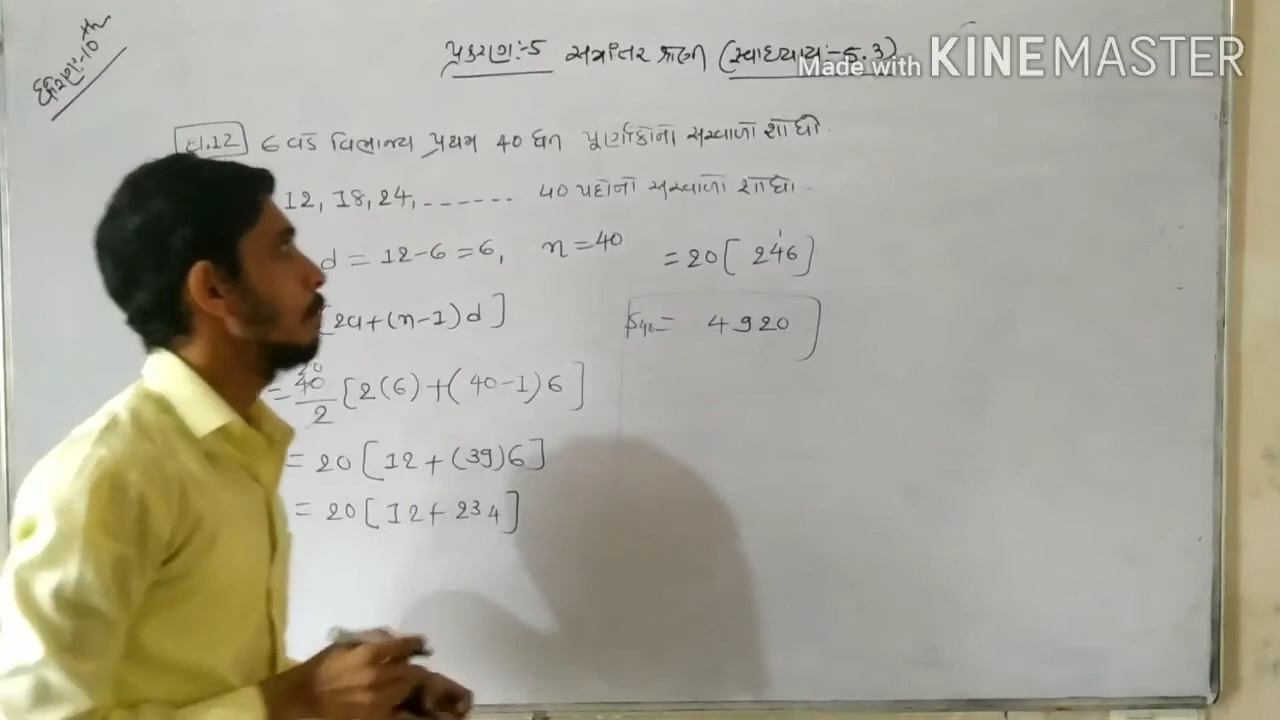 ધોરણ:-10th
પ્રકરણ:-5 સમાંતર શ્રેણી (સ્વાધ્યાય:-5.3)
Made with KINEMASTER
દા.12 6 વડે વિભાજ્ય પ્રથમ 40 ધન પૂર્ણાંકોનો સરવાળો શોધો.
12, 18, 24, ------ 40 પદોનો સરવાળો શોધો.
d = 12-6 = 6, n = 40
[2a+(n-1)d]
= 40/2 [2(6)+(40-1)6]
20
= 20[12+(39)6]
= 20[12+234]
= 20[246]
S40= 4920